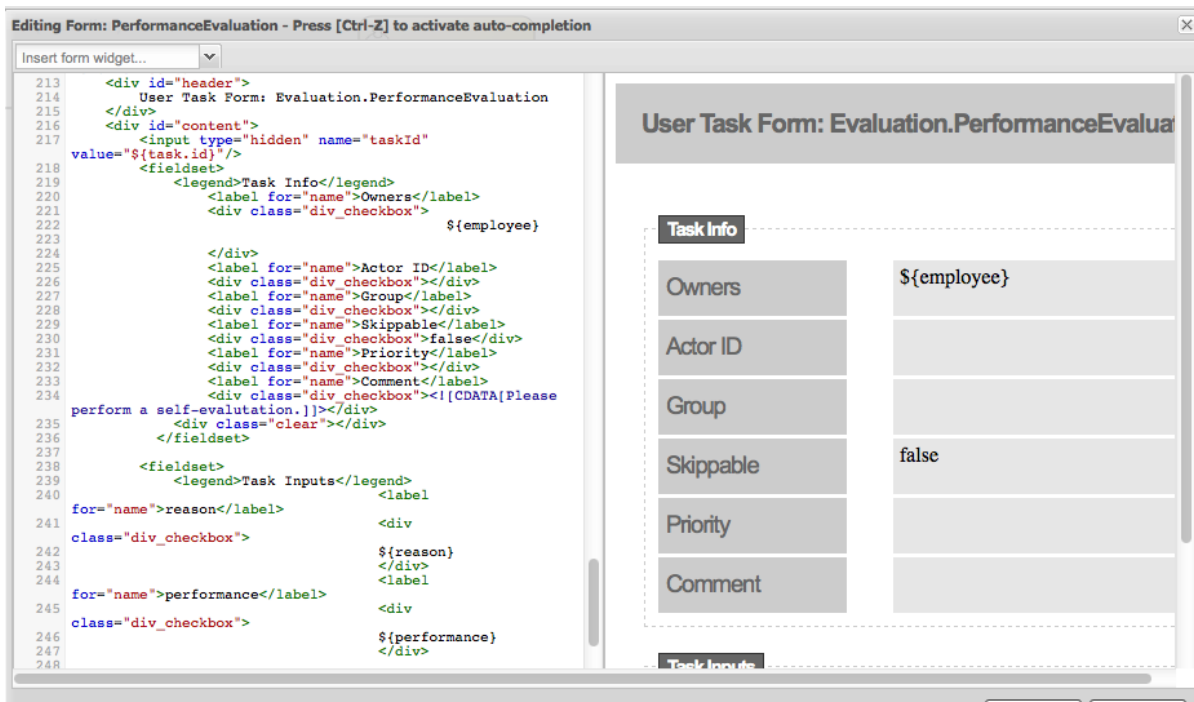 Editing Form: PerformanceEvaluation - Press [Ctrl-Z] to activate auto-completion
Insert form widget...
213 <div id="header">
214 User Task Form: Evaluation.PerformanceEvaluation
215 </div>
216 <div id="content">
217 <input type="hidden" name="taskId"
value="${task.id}"/>
218 <fieldset>
219 <legend>Task Info</legend>
220 <label for="name">Owners</label>
221 <div class="div_checkbox">
222 ${employee}
223
224 </div>
225 <label for="name">Actor ID</label>
226 <div class="div_checkbox"></div>
227 <label for="name">Group</label>
228 <div class="div_checkbox"></div>
229 <label for="name">Skippable</label>
230 <div class="div_checkbox">false</div>
231 <label for="name">Priority</label>
232 <div class="div_checkbox"></div>
233 <label for="name">Comment</label>
234 <div class="div_checkbox"><![CDATA[Please
perform a self-evalutation.]]></div>
235 <div class="clear"></div>
236 </fieldset>
237
238 <fieldset>
239 <legend>Task Inputs</legend>
240 <label
for="name">reason</label>
241 <div
class="div_checkbox">
242 ${reason}
243 </div>
244 <label
for="name">performance</label>
245 <div
class="div_checkbox">
246 ${performance}
247 </div>
248
User Task Form: Evaluation.PerformanceEvaluat
Task Info
Owners ${employee}
Actor ID
Group
Skippable false
Priority
Comment
Task Inputs